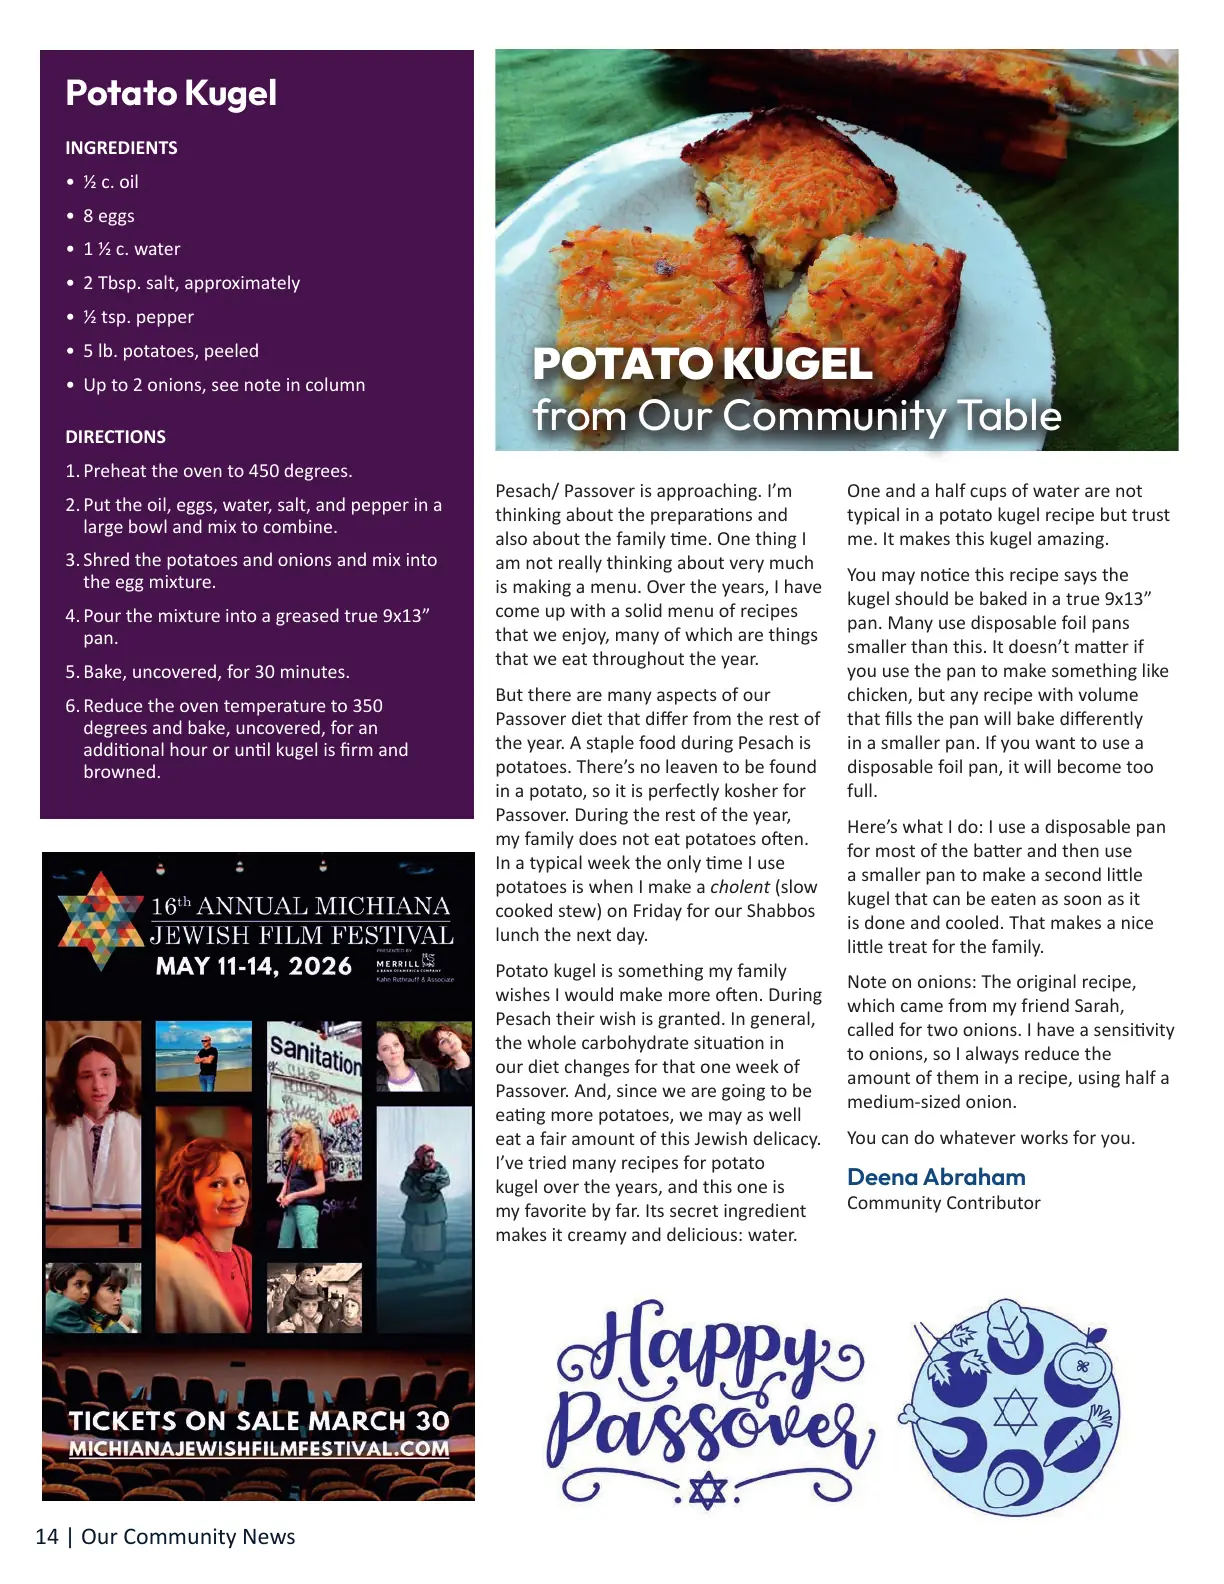 Potato Kugel
INGREDIENTS
• ½ c. oil
• 8 eggs
• 1 ½ c. water
• 2 Tbsp. salt, approximately
• ½ tsp. pepper
• 5 lb. potatoes, peeled
• Up to 2 onions, see note in column
DIRECTIONS
1. Preheat the oven to 450 degrees.
2. Put the oil, eggs, water, salt, and pepper in a
large bowl and mix to combine.
3. Shred the potatoes and onions and mix into
the egg mixture.
4. Pour the mixture into a greased true 9x13”
pan.
5. Bake, uncovered, for 30 minutes.
6. Reduce the oven temperature to 350
degrees and bake, uncovered, for an
additional hour or until kugel is firm and
browned.
16th ANNUAL MICHIANA
JEWISH FILM FESTIVAL
PRESENTED BY
MAY 11-14, 2026
MERRILL
A BANK OF AMERICA COMPANY
Kahn Ruthrauff & Associate
Sanitation
TICKETS ON SALE MARCH 30
MICHIANAJEWISHFILMFESTIVAL.COM
POTATO KUGEL
from Our Community Table
Pesach/ Passover is approaching. I’m
thinking about the preparations and
also about the family time. One thing I
am not really thinking about very much
is making a menu. Over the years, I have
come up with a solid menu of recipes
that we enjoy, many of which are things
that we eat throughout the year.
But there are many aspects of our
Passover diet that differ from the rest of
the year. A staple food during Pesach is
potatoes. There’s no leaven to be found
in a potato, so it is perfectly kosher for
Passover. During the rest of the year,
my family does not eat potatoes often.
In a typical week the only time I use
potatoes is when I make a cholent (slow
cooked stew) on Friday for our Shabbos
lunch the next day.
Potato kugel is something my family
wishes I would make more often. During
Pesach their wish is granted. In general,
the whole carbohydrate situation in
our diet changes for that one week of
Passover. And, since we are going to be
eating more potatoes, we may as well
eat a fair amount of this Jewish delicacy.
I’ve tried many recipes for potato
kugel over the years, and this one is
my favorite by far. Its secret ingredient
makes it creamy and delicious: water.
One and a half cups of water are not
typical in a potato kugel recipe but trust
me. It makes this kugel amazing.
You may notice this recipe says the
kugel should be baked in a true 9x13”
pan. Many use disposable foil pans
smaller than this. It doesn’t matter if
you use the pan to make something like
chicken, but any recipe with volume
that fills the pan will bake differently
in a smaller pan. If you want to use a
disposable foil pan, it will become too
full.
Here’s what I do: I use a disposable pan
for most of the batter and then use
a smaller pan to make a second little
kugel that can be eaten as soon as it
is done and cooled. That makes a nice
little treat for the family.
Note on onions: The original recipe,
which came from my friend Sarah,
called for two onions. I have a sensitivity
to onions, so I always reduce the
amount of them in a recipe, using half a
medium-sized onion.
You can do whatever works for you.
Deena Abraham
Community Contributor
Happy
Passover
14 | Our Community News